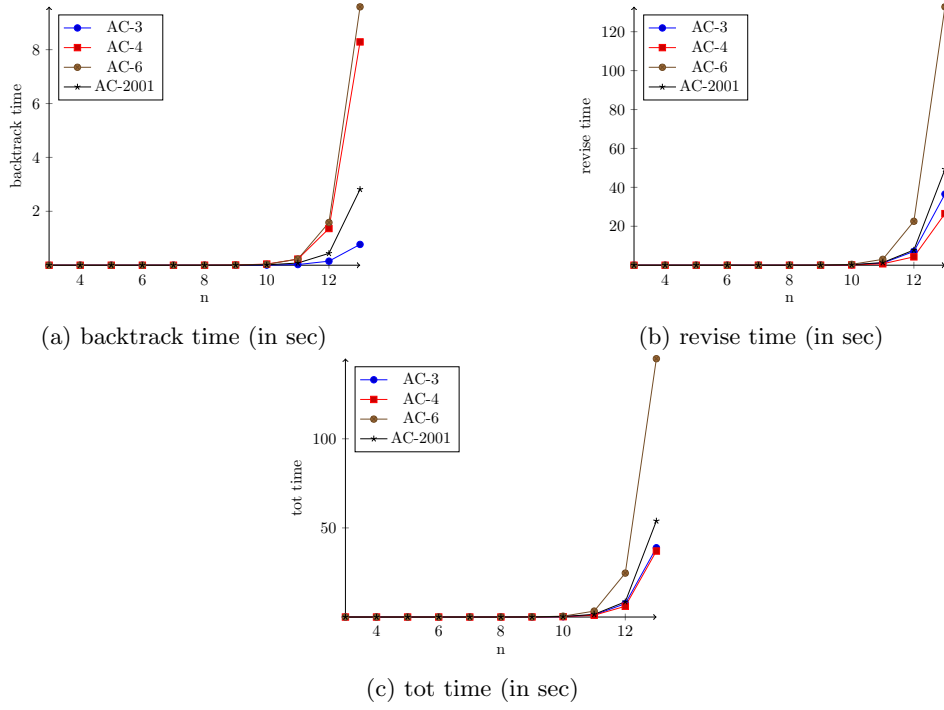 AC-3
AC-4
AC-6
AC-2001
8
6
4
2
backtrack time
4
6
8
10
12
n
(a) backtrack time (in sec)
AC-3
AC-4
AC-6
AC-2001
120
100
80
60
40
20
revise time
4
6
8
10
12
n
(b) revise time (in sec)
AC-3
AC-4
AC-6
AC-2001
100
50
tot time
4
6
8
10
12
n
(c) tot time (in sec)